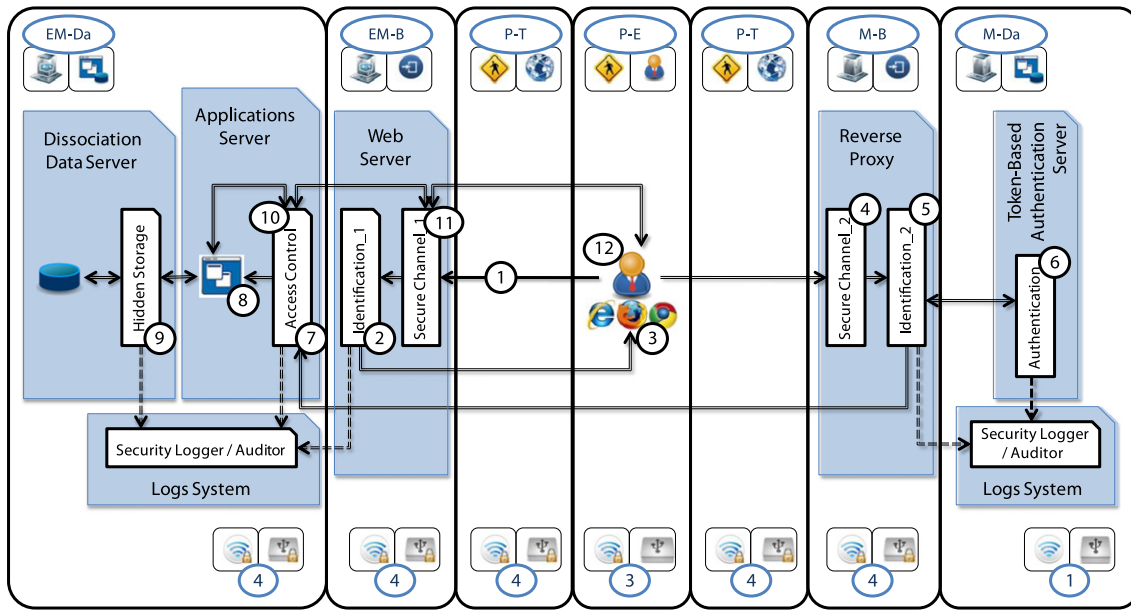 EM-Da
EM-B
P-T
P-E
P-T
M-B
M-Da
Dissociation
Data Server
Applications
Server
Web
Server
Reverse
Proxy
Token-Based
Authentication
Server
Hidden Storage
9
8
10
Access Control
7
Identification_1
2
11
Secure Channel_1
1
12
3
4
Secure Channel_2
5
Identification_2
6
Authentication
Security Logger / Auditor
Logs System
Security Logger
/ Auditor
Logs System
4
4
4
3
4
4
1